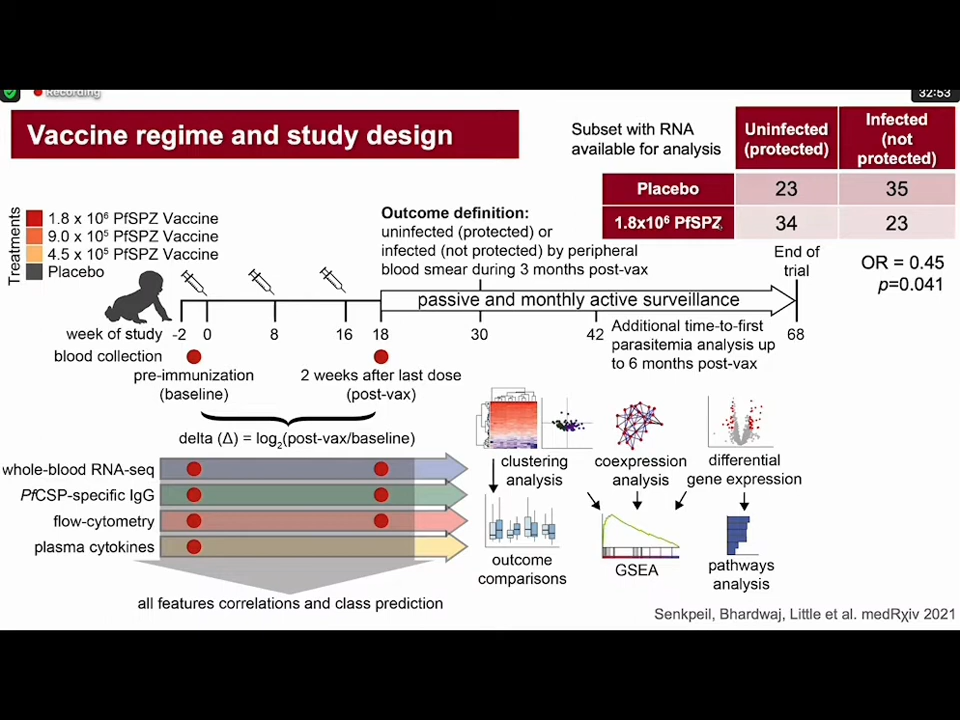 Recording
32:53
Vaccine regime and study design
Subset with RNA
available for analysis
Uninfected
(protected)
Infected
(not
protected)
Placebo
23
35
1.8x10⁶ PfSPZ
34
23
OR = 0.45
p=0.041
Treatments
1.8 x 10⁶ PfSPZ Vaccine
9.0 x 10⁵ PfSPZ Vaccine
4.5 x 10⁵ PfSPZ Vaccine
Placebo
Outcome definition:
uninfected (protected) or
infected (not protected) by peripheral
blood smear during 3 months post-vax
End of
trial
passive and monthly active surveillance
week of study
-2
0
8
16
18
30
42
68
Additional time-to-first
parasitemia analysis up
to 6 months post-vax
blood collection
pre-immunization
(baseline)
2 weeks after last dose
(post-vax)
delta (Δ) = log₂(post-vax/baseline)
whole-blood RNA-seq
PfCSP-specific IgG
flow-cytometry
plasma cytokines
all features correlations and class prediction
clustering
analysis
coexpression
analysis
differential
gene expression
outcome
comparisons
GSEA
pathways
analysis
Senkpeil, Bhardwaj, Little et al. medRχiv 2021